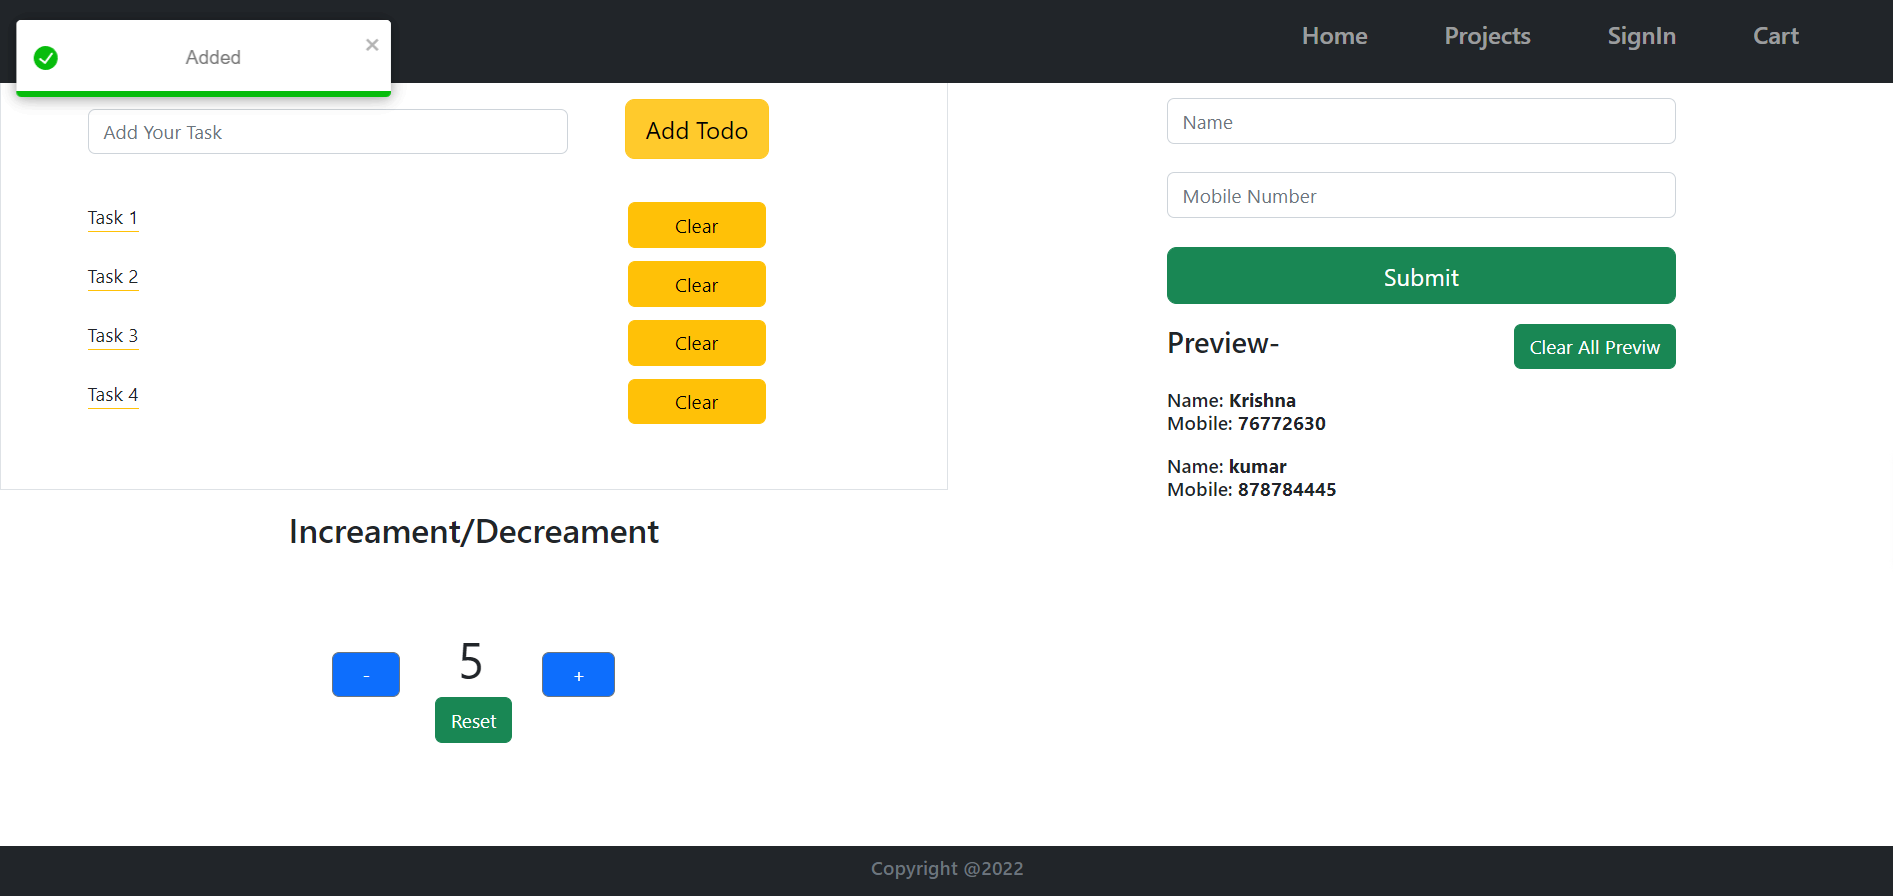 Added ×
Home Projects SignIn Cart
Add Your Task
Add Todo
Task 1
Clear
Task 2
Clear
Task 3
Clear
Task 4
Clear
Increament/Decreament
-
5
+
Reset
Name
Mobile Number
Submit
Preview-
Clear All Previw
Name: Krishna
Mobile: 76772630
Name: kumar
Mobile: 878784445
Copyright @2022